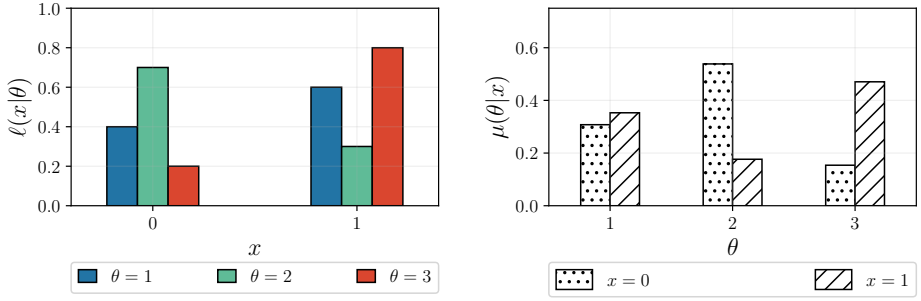 1.0
0.8
0.6
0.4
0.2
0.0
ℓ(x|θ)
0 1
x
θ = 1 θ = 2 θ = 3
0.6
0.4
0.2
0.0
μ(θ|x)
1 2 3
θ
x = 0 x = 1